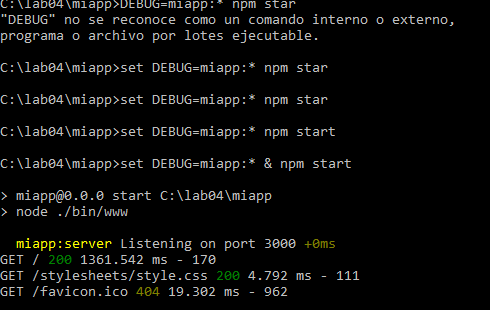 C:\lab04\miapp>DEBUG=miapp:* npm star
"DEBUG" no se reconoce como un comando interno o externo,
programa o archivo por lotes ejecutable.
C:\lab04\miapp>set DEBUG=miapp:* npm star
C:\lab04\miapp>set DEBUG=miapp:* npm star
C:\lab04\miapp>set DEBUG=miapp:* npm start
C:\lab04\miapp>set DEBUG=miapp:* & npm start
> miapp@0.0.0 start C:\lab04\miapp
> node ./bin/www
miapp:server Listening on port 3000 +0ms
GET / 200 1361.542 ms - 170
GET /stylesheets/style.css 200 4.792 ms - 111
GET /favicon.ico 404 19.302 ms - 962